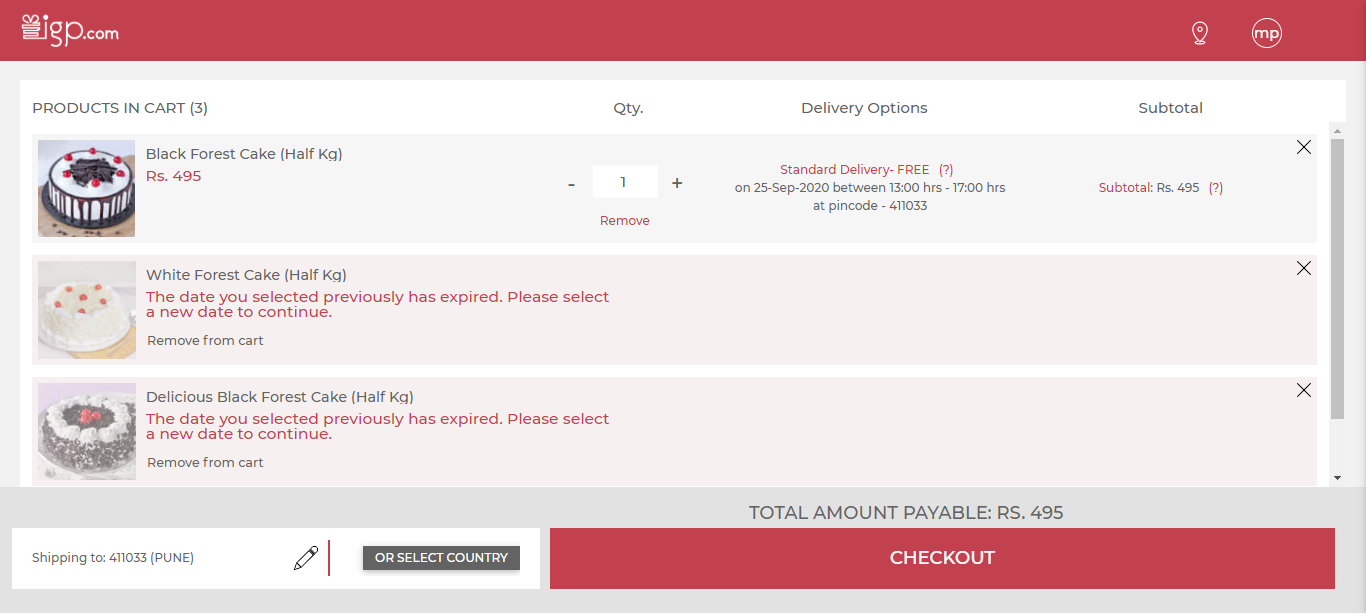 igp.com
mp
PRODUCTS IN CART (3) Qty. Delivery Options Subtotal
Black Forest Cake (Half Kg)
Rs. 495
- 1 +
Remove
Standard Delivery- FREE (?)
on 25-Sep-2020 between 13:00 hrs - 17:00 hrs
at pincode - 411033
Subtotal: Rs. 495 (?)
White Forest Cake (Half Kg)
The date you selected previously has expired. Please select
a new date to continue.
Remove from cart
Delicious Black Forest Cake (Half Kg)
The date you selected previously has expired. Please select
a new date to continue.
Remove from cart
TOTAL AMOUNT PAYABLE: RS. 495
Shipping to: 411033 (PUNE)
OR SELECT COUNTRY
CHECKOUT